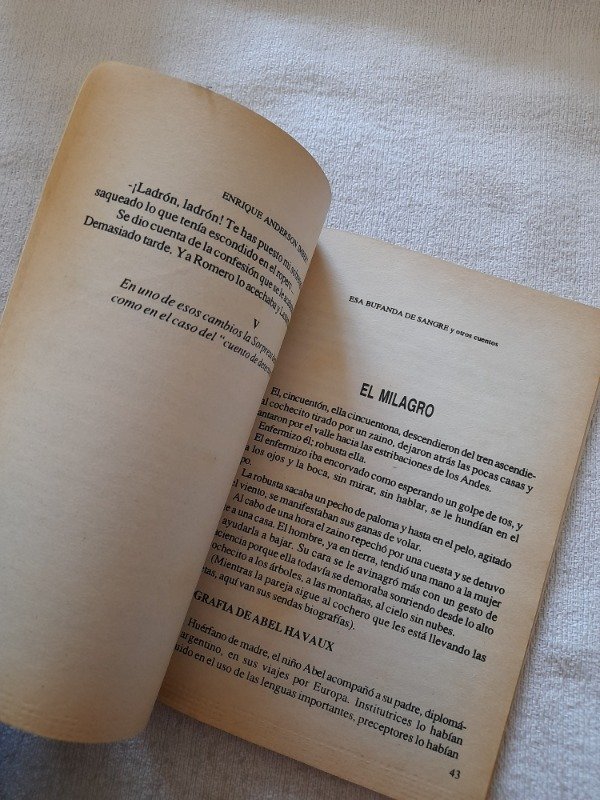 ENRIQUE ANDERSON
-¡Ladrón, ladrón! Te has puesto mi
saqueado lo que tenía escondido en el ropero
Se dio cuenta de la confesión que se le
Demasiado tarde. Ya Romero lo acechaba y
V
En uno de esos cambios la
como en el caso del "cuento de
ESA BUFANDA DE SANGRE y otros cuentos
EL MILAGRO
El, cincuentón, ella cincuentona, descendieron del tren ascendie-
al cochecito tirado por un zaino, dejaron atrás las pocas casas y
por el valle hacia las estribaciones de los Andes.
Enfermizo él; robusta ella.
El enfermizo iba encorvado como esperando un golpe de tos, y
los ojos y la boca, sin mirar, sin hablar, se le hundían en el
La robusta sacaba un pecho de paloma y hasta en el pelo, agitado
el viento, se manifestaban sus ganas de volar.
Al cabo de una hora el zaino repechó por una cuesta y se detuvo
a una casa. El hombre, ya en tierra, tendió una mano a la mujer
ayudarla a bajar. Su cara se le avinagró más con un gesto de
porque ella todavía se demoraba sonriendo desde lo alto
cochecito a los árboles, a las montañas, al cielo sin nubes.
(Mientras la pareja sigue al cochero que les está llevando las
aquí van sus sendas biografías).
DE ABEL HAVAUX
Huérfano de madre, el niño Abel acompañó a su padre, diplomá-
argentino, en sus viajes por Europa. Institutrices lo habían
en el uso de las lenguas importantes, preceptores lo habían
43